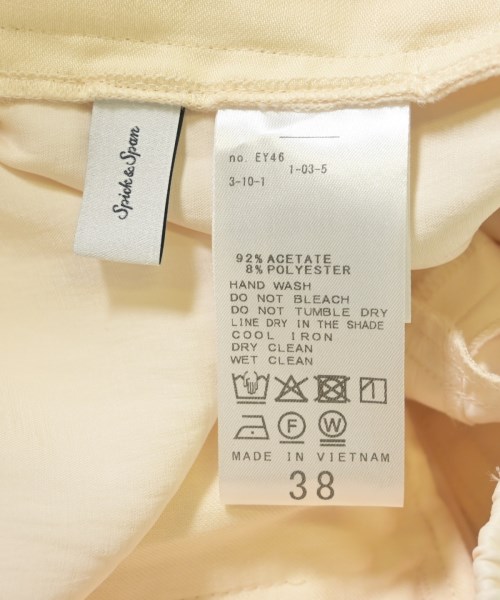 Spick & Span
no. EY46
1-03-5
3-10-1
92% ACETATE
8% POLYESTER
HAND WASH
DO NOT BLEACH
DO NOT TUMBLE DRY
LINE DRY IN THE SHADE
COOL IRON
DRY CLEAN
WET CLEAN
F W
MADE IN VIETNAM
38